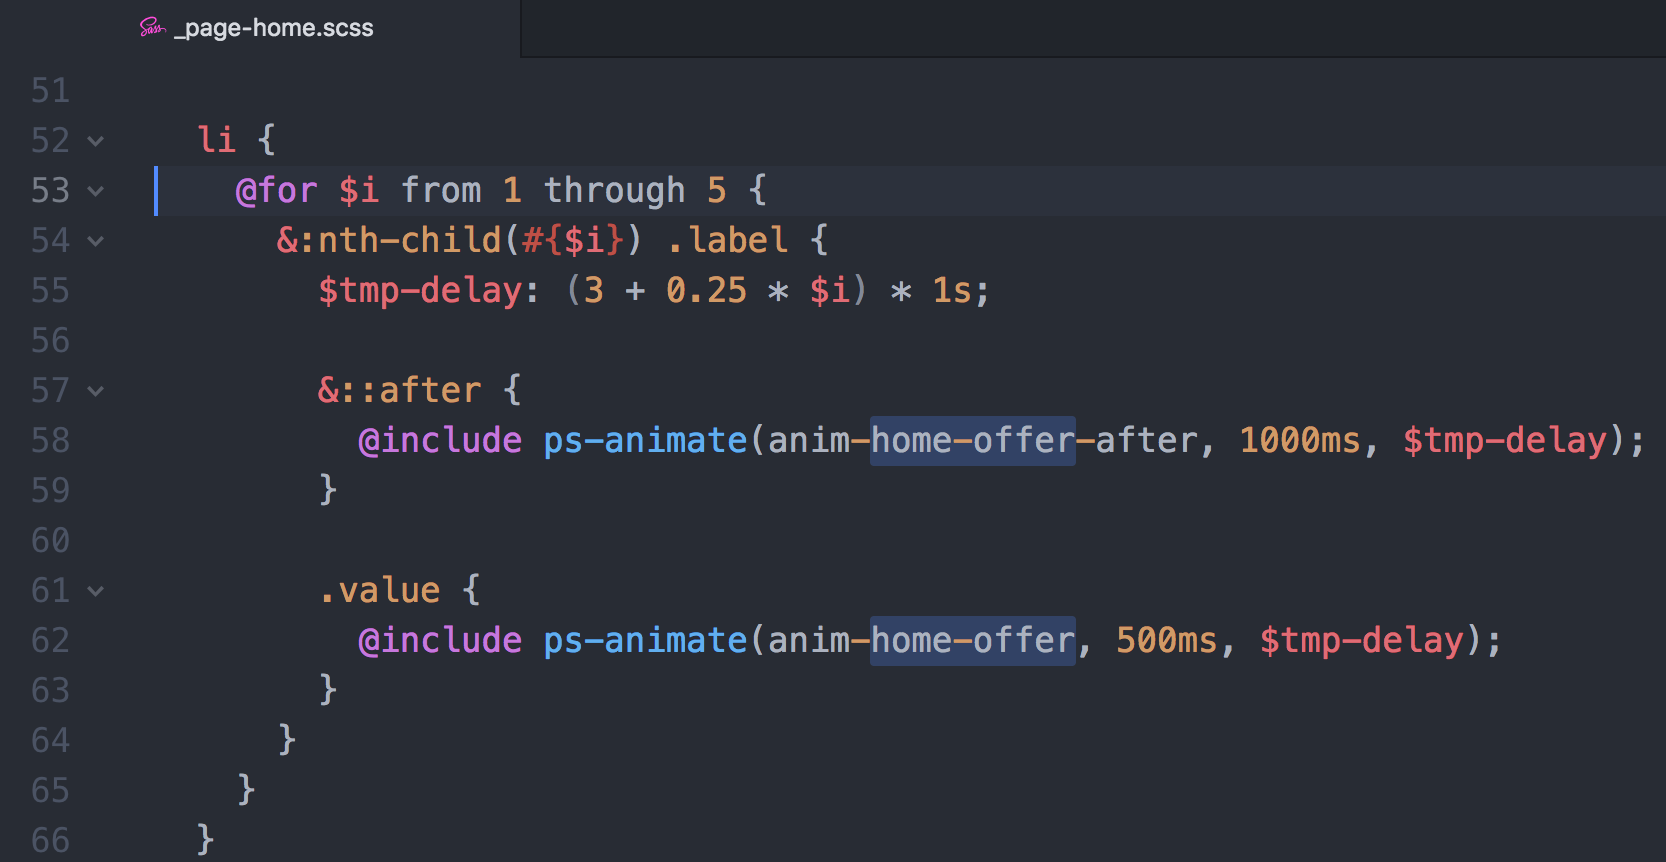 Sass _page-home.scss
51
52 li {
53 @for $i from 1 through 5 {
54 &:nth-child(#{$i}) .label {
55 $tmp-delay: (3 + 0.25 * $i) * 1s;
56
57 &::after {
58 @include ps-animate(anim-home-offer-after, 1000ms, $tmp-delay);
59 }
60
61 .value {
62 @include ps-animate(anim-home-offer, 500ms, $tmp-delay);
63 }
64 }
65 }
66 }